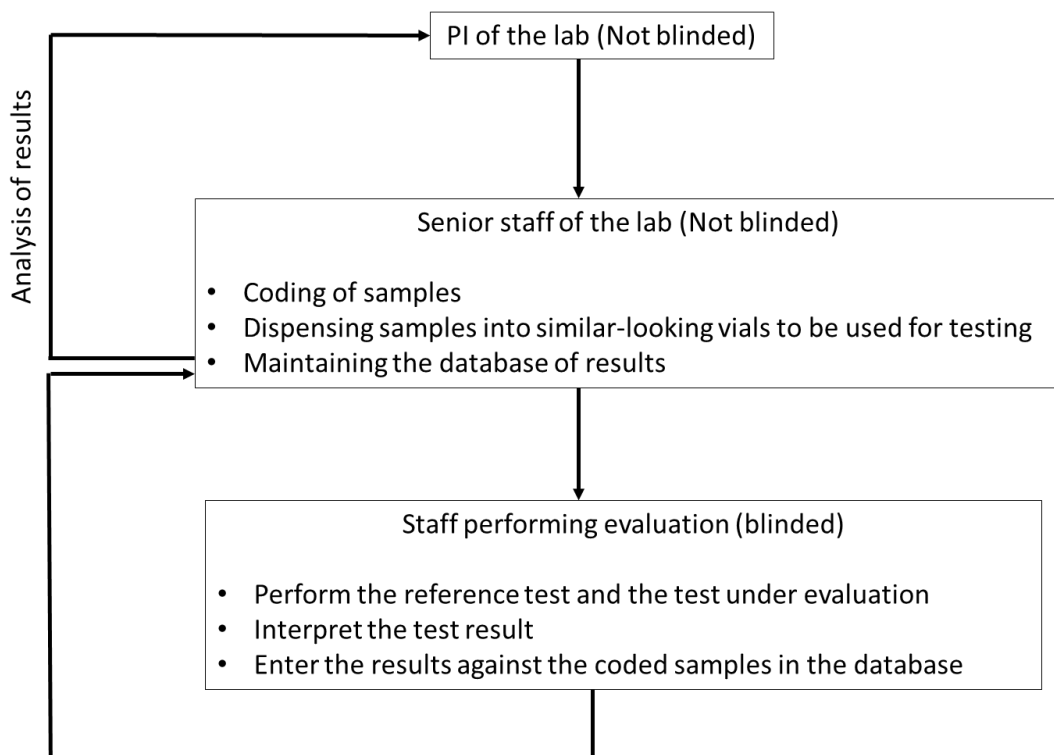 PI of the lab (Not blinded)
Analysis of results
Senior staff of the lab (Not blinded)
• Coding of samples
• Dispensing samples into similar-looking vials to be used for testing
• Maintaining the database of results
Staff performing evaluation (blinded)
• Perform the reference test and the test under evaluation
• Interpret the test result
• Enter the results against the coded samples in the database